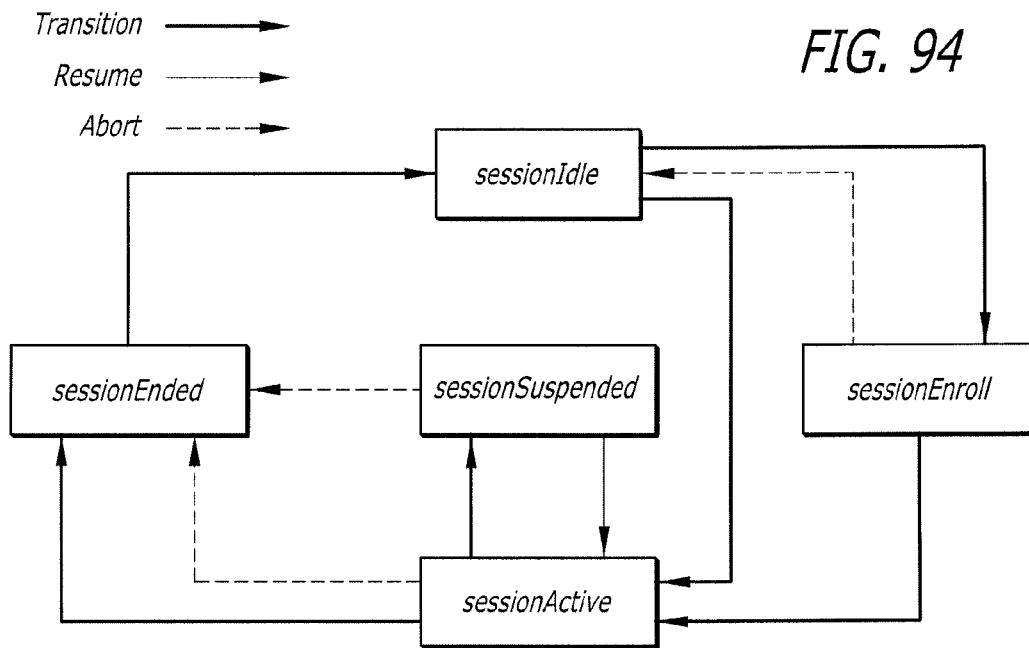 Transition
FIG. 94
Resume
Abort
sessionIdle
sessionEnded
sessionSuspended
sessionEnroll
sessionActive